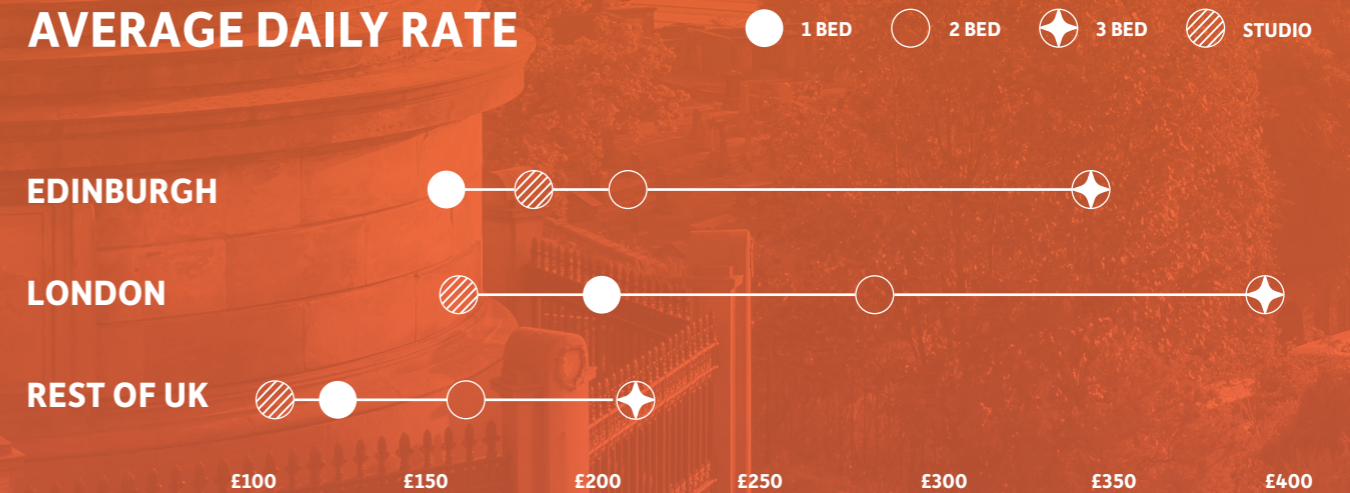 AVERAGE DAILY RATE
1 BED 2 BED 3 BED STUDIO
EDINBURGH
LONDON
REST OF UK
£100 £150 £200 £250 £300 £350 £400